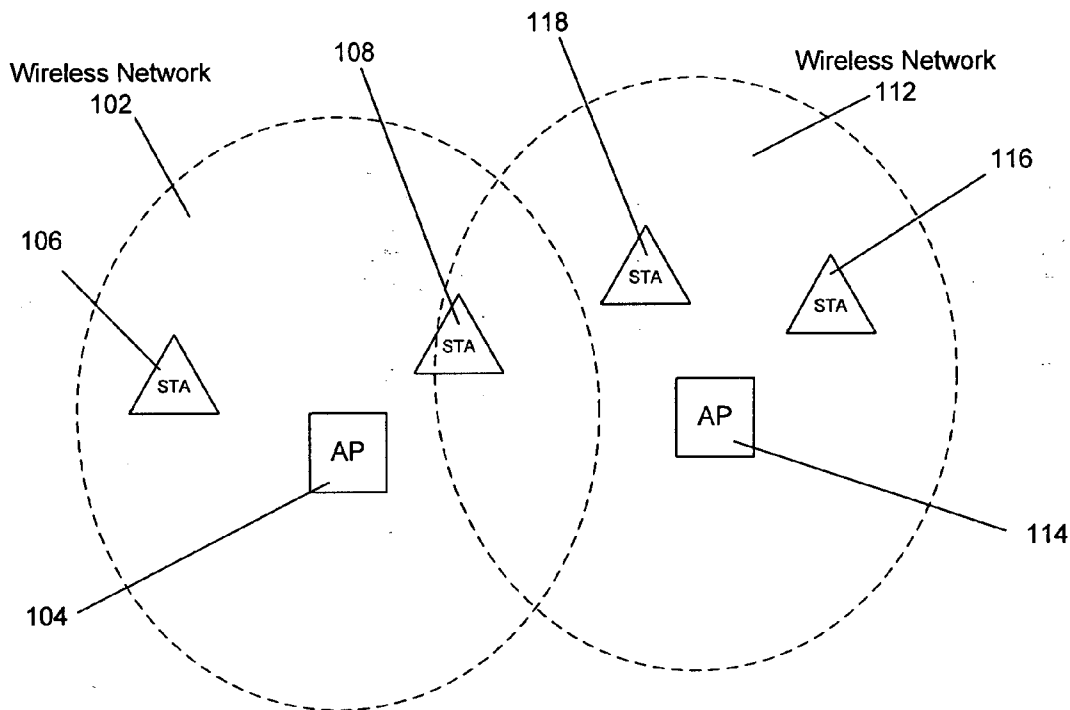 118
108
Wireless Network
102
Wireless Network
112
116
106
STA
STA
STA
STA
AP
AP
104
114